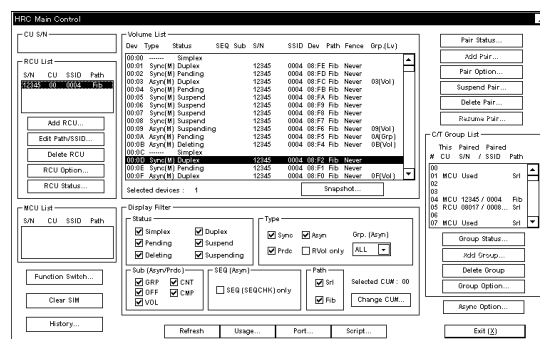 HRC Main Control
CU S/N
RCU List
S/N CU SSID Path
12345 00 0004 Fib
Add RCU...
Edit Path/SSID...
Delete RCU
RCU Option...
RCU Status...
MCU List
S/N CU SSID Path
Function Switch...
Clear SIM
History...
Volume List
Dev Type Status SEQ Sub S/N SSID Dev Path Fence Grp.(Lv)
00:00 ------- Simplex
00:01 Sync(M) Duplex 12345 0004 08:FE Fib Never
00:02 Sync(M) Pending 12345 0004 08:FD Fib Never
00:03 Asyn(M) Duplex 12345 0004 08:FC Fib Never 03(Vol)
00:04 Sync(M) Pending 12345 0004 08:FB Fib Never
00:05 Sync(M) Suspend 12345 0004 08:FA Fib Never
00:06 Sync(M) Suspend 12345 0004 08:F9 Fib Never
00:07 Sync(M) Suspend 12345 0004 08:F8 Fib Never
00:08 Sync(M) Suspend 12345 0004 08:F7 Fib Never
00:09 Asyn(M) Suspending 12345 0004 08:F6 Fib Never 09(Vol)
00:0A Asyn(M) Pending 12345 0004 08:F5 Fib Never 0A(Grp)
00:0B Asyn(M) Deleting 12345 0004 08:F4 Fib Never 0B(Vol)
00:0C ------- Simplex
00:0D Sync(M) Duplex 12345 0004 08:F2 Fib Never
00:0E Sync(M) Pending 12345 0004 08:F1 Fib Never
00:0F Asyn(M) Duplex 12345 0004 08:F0 Fib Never 0F(Vol)
Selected devices : 1
Snapshot...
Display Filter
Status
Simplex Duplex
Pending Suspend
Deleting Suspending
Type
Sync Asyn
Prdc RVol only
Grp. (Asyn)
ALL
Sub (Asyn/Prdc)
GRP CNT
OFF CMP
VOL
SEQ (Asyn)
SEQ (SEQCHK) only
Path
Srl
Fib
Selected CU#: 00
Change CU#...
Refresh
Usage...
Port...
Script...
Pair Status...
Add Pair...
Pair Option...
Suspend Pair...
Delete Pair...
Resume Pair...
C/T Group List
This Paired Paired
# CU S/N / SSID Path
00
01 MCU Used Srl
02
03
04 MCU 12345 / 0004 Fib
05 RCU 08017 / 0008... Srl
06
07 MCU Used Srl
Group Status...
Add Group...
Delete Group
Group Option...
Async Option...
Exit (X)